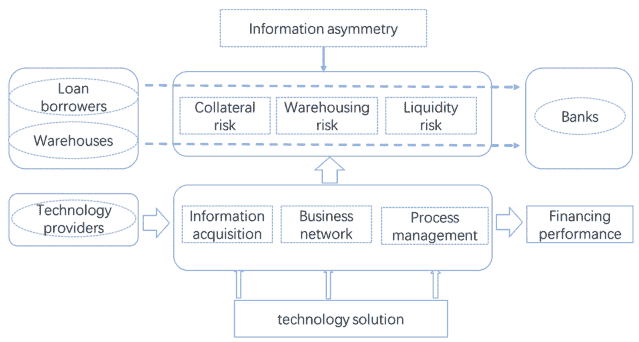 Information asymmetry
Loan
borrowers
Warehouses
Collateral
risk
Warehousing
risk
Liquidity
risk
Banks
Technology
providers
Information
acquisition
Business
network
Process
management
Financing
performance
technology solution